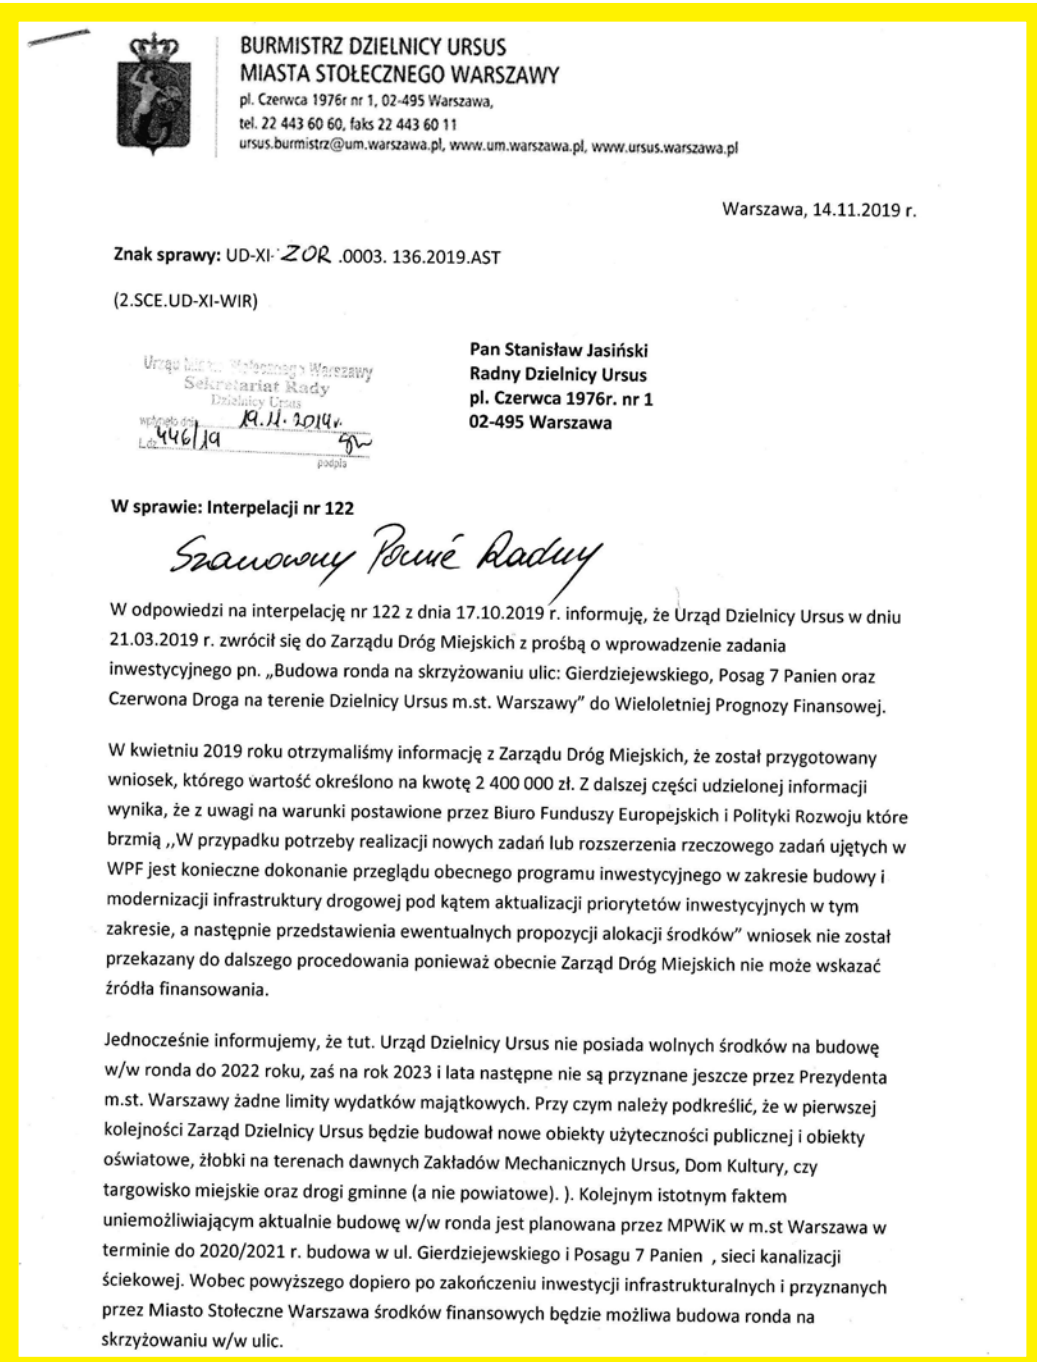 BURMISTRZ DZIELNICY URSUS
MIASTA STOŁECZNEGO WARSZAWY
pl. Czerwca 1976r nr 1, 02-495 Warszawa,
tel. 22 443 60 60, faks 22 443 60 11
ursus.burmistrz@um.warszawa.pl, www.um.warszawa.pl, www.ursus.warszawa.pl
Warszawa, 14.11.2019 r.
Znak sprawy: UD-XI-ZOR.0003. 136.2019.AST
(2.SCE.UD-XI-WIR)
Pan Stanisław Jasiński
Radny Dzielnicy Ursus
pl. Czerwca 1976r. nr 1
02-495 Warszawa
Urząd Stołecznego Warszawy
Sekretariat Rady
Dzielnicy Ursus
wpłynęło dnia 19.11.2019r.
L.dz. 446/19
podpis
W sprawie: Interpelacji nr 122
Szanowny Panie Radny
W odpowiedzi na interpelację nr 122 z dnia 17.10.2019 r. informuję, że Urząd Dzielnicy Ursus w dniu
21.03.2019 r. zwrócił się do Zarządu Dróg Miejskich z prośbą o wprowadzenie zadania
inwestycyjnego pn. „Budowa ronda na skrzyżowaniu ulic: Gierdziejewskiego, Posag 7 Panien oraz
Czerwona Droga na terenie Dzielnicy Ursus m.st. Warszawy” do Wieloletniej Prognozy Finansowej.
W kwietniu 2019 roku otrzymaliśmy informację z Zarządu Dróg Miejskich, że został przygotowany
wniosek, którego wartość określono na kwotę 2 400 000 zł. Z dalszej części udzielonej informacji
wynika, że z uwagi na warunki postawione przez Biuro Funduszy Europejskich i Polityki Rozwoju które
brzmią ,,W przypadku potrzeby realizacji nowych zadań lub rozszerzenia rzeczowego zadań ujętych w
WPF jest konieczne dokonanie przeglądu obecnego programu inwestycyjnego w zakresie budowy i
modernizacji infrastruktury drogowej pod kątem aktualizacji priorytetów inwestycyjnych w tym
zakresie, a następnie przedstawienia ewentualnych propozycji alokacji środków” wniosek nie został
przekazany do dalszego procedowania ponieważ obecnie Zarząd Dróg Miejskich nie może wskazać
źródła finansowania.
Jednocześnie informujemy, że tut. Urząd Dzielnicy Ursus nie posiada wolnych środków na budowę
w/w ronda do 2022 roku, zaś na rok 2023 i lata następne nie są przyznane jeszcze przez Prezydenta
m.st. Warszawy żadne limity wydatków majątkowych. Przy czym należy podkreślić, że w pierwszej
kolejności Zarząd Dzielnicy Ursus będzie budował nowe obiekty użyteczności publicznej i obiekty
oświatowe, żłobki na terenach dawnych Zakładów Mechanicznych Ursus, Dom Kultury, czy
targowisko miejskie oraz drogi gminne (a nie powiatowe). ). Kolejnym istotnym faktem
uniemożliwiającym aktualnie budowę w/w ronda jest planowana przez MPWiK w m.st Warszawa w
terminie do 2020/2021 r. budowa w ul. Gierdziejewskiego i Posagu 7 Panien , sieci kanalizacji
ściekowej. Wobec powyższego dopiero po zakończeniu inwestycji infrastrukturalnych i przyznanych
przez Miasto Stołeczne Warszawa środków finansowych będzie możliwa budowa ronda na
skrzyżowaniu w/w ulic.